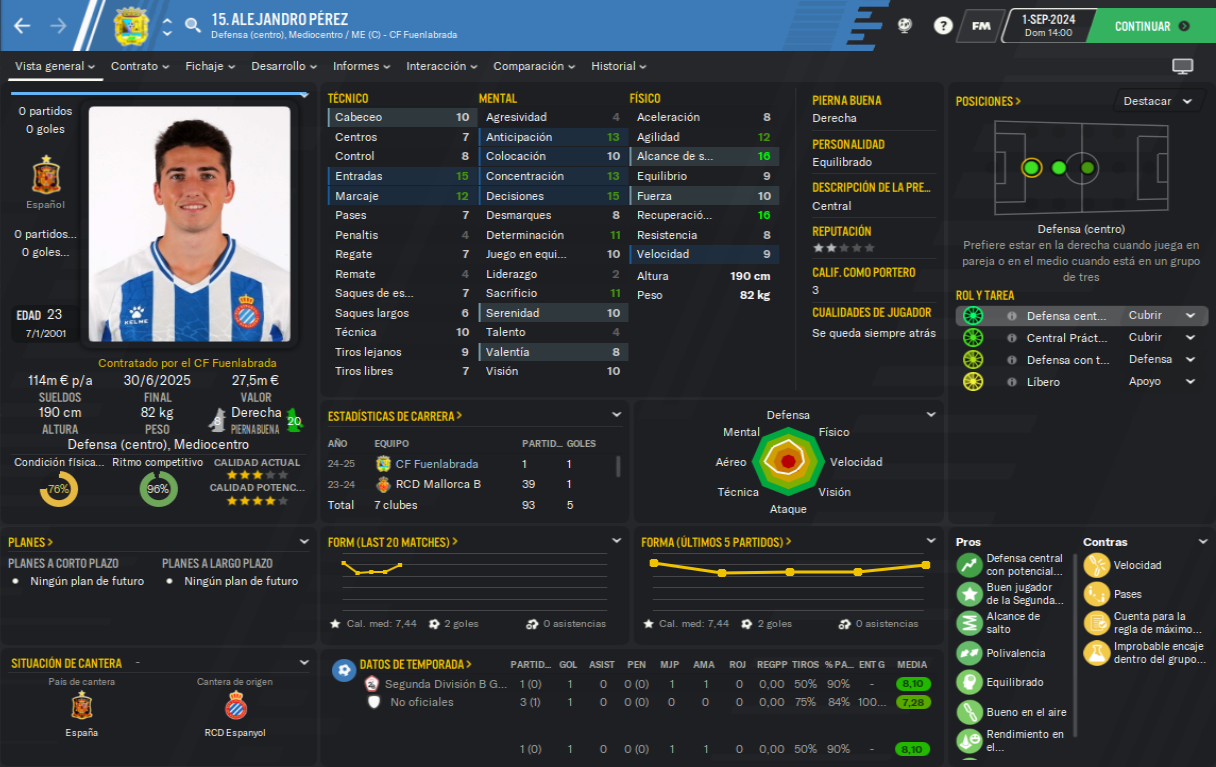 15. ALEJANDRO PÉREZ
Defensa (centro), Mediocentro / ME (C) - CF Fuenlabrada
?
FM
1-SEP-2024
Dom 14:00
CONTINUAR
Vista general
Contrato
Fichaje
Desarrollo
Informes
Interacción
Comparación
Historial
0 partidos
0 goles
Español
0 partidos...
0 goles...
EDAD 23
7/1/2001
KELME
Contratado por el CF Fuenlabrada
114m € p/a
SUELDOS
30/6/2025
FINAL
27,5m €
VALOR
190 cm
ALTURA
82 kg
PESO
8
Derecha
PIERNA BUENA
20
Defensa (centro), Mediocentro
Condición física...
76%
Ritmo competitivo
96%
CALIDAD ACTUAL
CALIDAD POTENC...
TÉCNICO
Cabeceo 10
Centros 7
Control 8
Entradas 15
Marcaje 12
Pases 7
Penaltis 4
Regate 7
Remate 4
Saques de es... 7
Saques largos 6
Técnica 10
Tiros lejanos 9
Tiros libres 7
MENTAL
Agresividad 4
Anticipación 13
Colocación 10
Concentración 13
Decisiones 15
Desmarques 8
Determinación 11
Juego en equi... 10
Liderazgo 2
Sacrificio 11
Serenidad 10
Talento 4
Valentía 8
Visión 10
FÍSICO
Aceleración 8
Agilidad 12
Alcance de s... 16
Equilibrio 9
Fuerza 10
Recuperació... 16
Resistencia 8
Velocidad 9
Altura 190 cm
Peso 82 kg
PIERNA BUENA
Derecha
PERSONALIDAD
Equilibrado
DESCRIPCIÓN DE LA PRE...
Central
REPUTACIÓN
CALIF. COMO PORTERO
3
CUALIDADES DE JUGADOR
Se queda siempre atrás
POSICIONES >
Destacar
Defensa (centro)
Prefiere estar en la derecha cuando juega en
pareja o en el medio cuando está en un grupo
de tres
ROL Y TAREA
Defensa cent... Cubrir
Central Práct... Cubrir
Defensa con t... Defensa
Líbero Apoyo
ESTADÍSTICAS DE CARRERA >
AÑO EQUIPO PARTID... GOLES
24-25 CF Fuenlabrada 1 1
23-24 RCD Mallorca B 39 1
Total 7 clubes 93 5
Defensa
Mental
Físico
Aéreo
Velocidad
Técnica
Visión
Ataque
PLANES >
PLANES A CORTO PLAZO
Ningún plan de futuro
PLANES A LARGO PLAZO
Ningún plan de futuro
FORM (LAST 20 MATCHES) >
Cal. med: 7,44
2 goles
0 asistencias
FORMA (ÚLTIMOS 5 PARTIDOS) >
Cal. med: 7,44
2 goles
0 asistencias
Pros
Defensa central
con potencial...
Buen jugador
de la Segunda...
Alcance de
salto
Polivalencia
Equilibrado
Bueno en el aire
Rendimiento en
el...
Contras
Velocidad
Pases
Cuenta para la
regla de máximo...
Improbable encaje
dentro del grupo...
SITUACIÓN DE CANTERA -
País de cantera
España
Cantera de origen
RCD Espanyol
DATOS DE TEMPORADA > PARTID... GOL ASIST PEN MJP AMA ROJ REGPP TIROS % PA... ENT G MEDIA
Segunda División B G... 1 (0) 1 0 0 (0) 1 1 0 0,00 50% 90% - 8,10
No oficiales 3 (1) 1 0 0 (0) 0 0 0 0,00 75% 84% 100... 7,28
1 (0) 1 0 0 (0) 1 1 0 0,00 50% 90% - 8,10